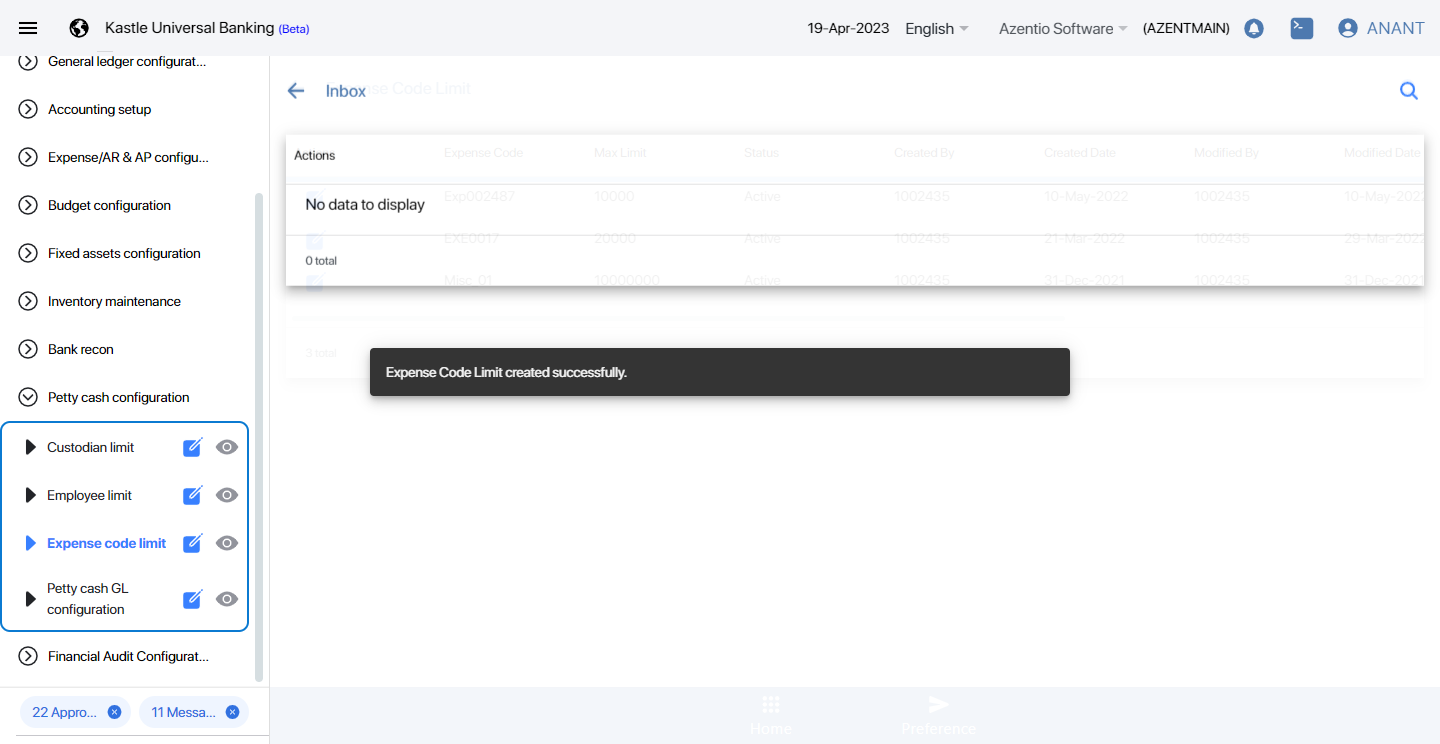 Kastle Universal Banking (Beta)
19-Apr-2023 English Azentio Software (AZENTMAIN) ANANT
General ledger configurat...
Accounting setup
Expense/AR & AP configu...
Budget configuration
Fixed assets configuration
Inventory maintenance
Bank recon
Petty cash configuration
Custodian limit
Employee limit
Expense code limit
Petty cash GL
configuration
Financial Audit Configurat...
22 Appro...
11 Messa...
Inbox
Code Limit
Actions Expense Code Max Limit Status Created By Created Date Modified By Modified Date
No data to display
Exp002487 10000 Active 1002435 10-May-2022 1002435 10-May-2022
EXE0017 20000 Active 1002435 21-Mar-2022 1002435 29-Mar-2022
0 total
Misc_01 10000000 Active 1002435 31-Dec-2021 1002435 31-Dec-2021
3 total
Expense Code Limit created successfully.
Home
Preference